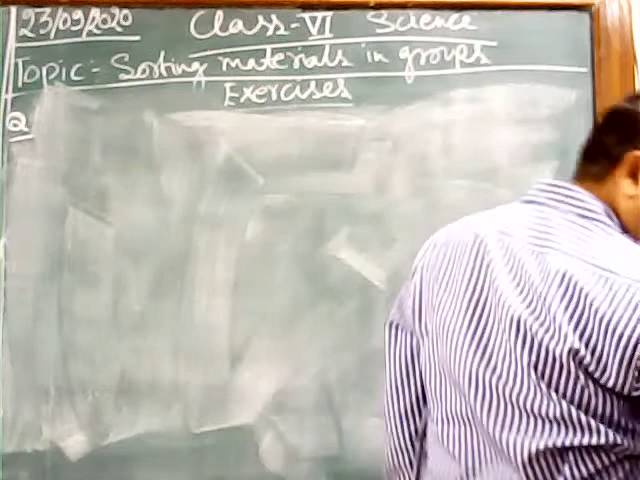 23/09/2020 Class-VI Science
Topic:- Sorting materials in groups
Exercises
Q